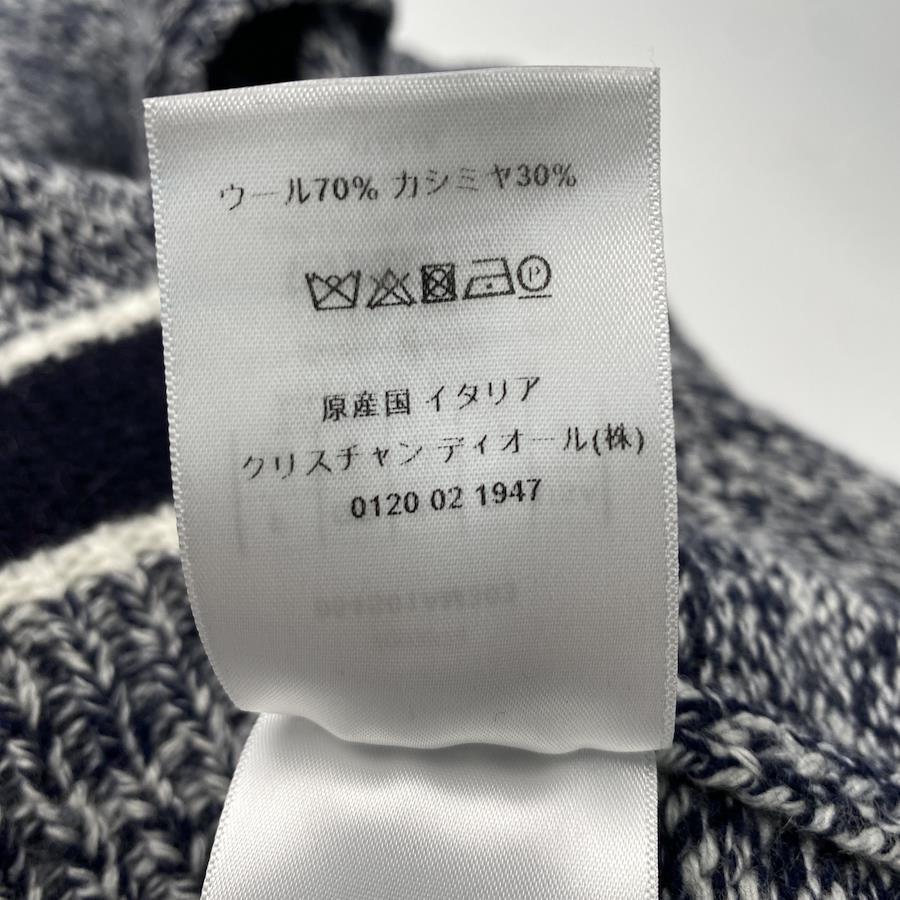 ウール70% カシミヤ30%
P
原産国 イタリア
クリスチャン ディオール(株)
0120 02 1947